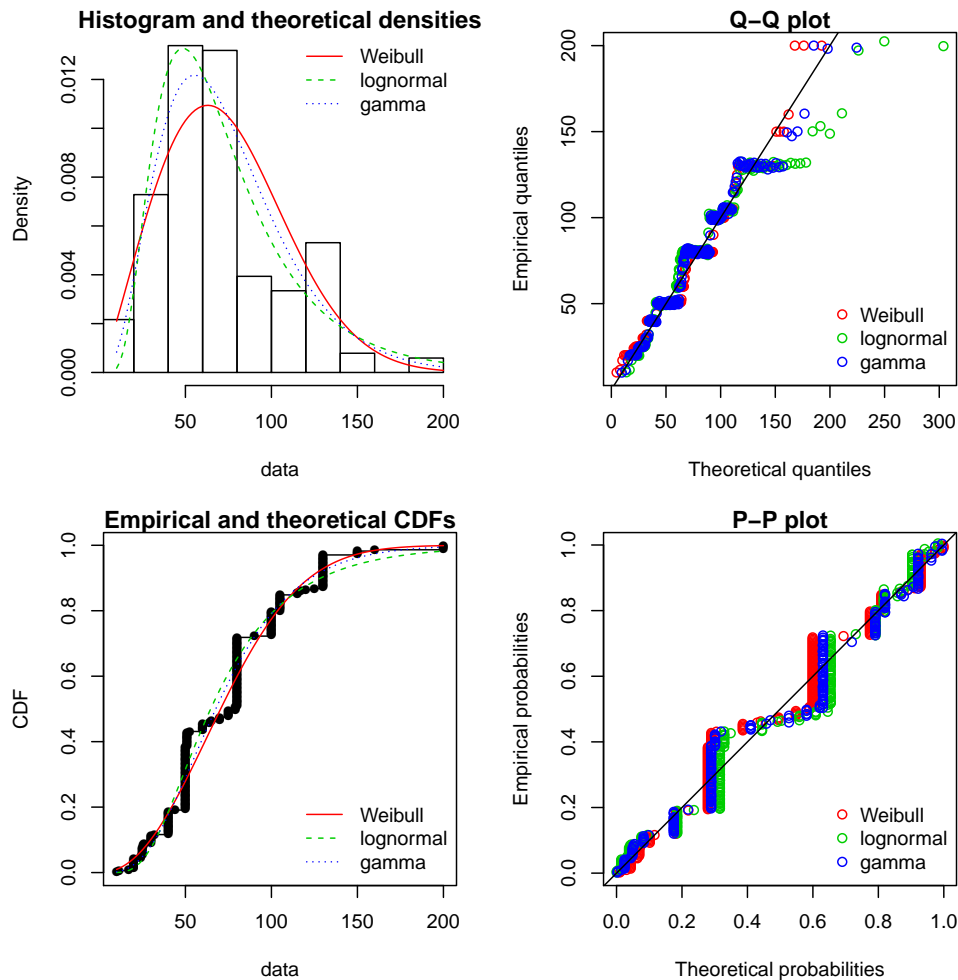 Histogram and theoretical densities
Density
0.000
0.004
0.012
Weibull
lognormal
gamma
50
100
150
200
data
Q−Q plot
Empirical quantiles
50
100
150
200
Weibull
lognormal
gamma
0
50
100
150
200
250
300
Theoretical quantiles
Empirical and theoretical CDFs
CDF
0.0
0.2
0.4
0.6
0.8
1.0
Weibull
lognormal
gamma
50
100
150
200
data
P−P plot
Empirical probabilities
0.0
0.2
0.4
0.6
0.8
1.0
Weibull
lognormal
gamma
0.0
0.2
0.4
0.6
0.8
1.0
Theoretical probabilities